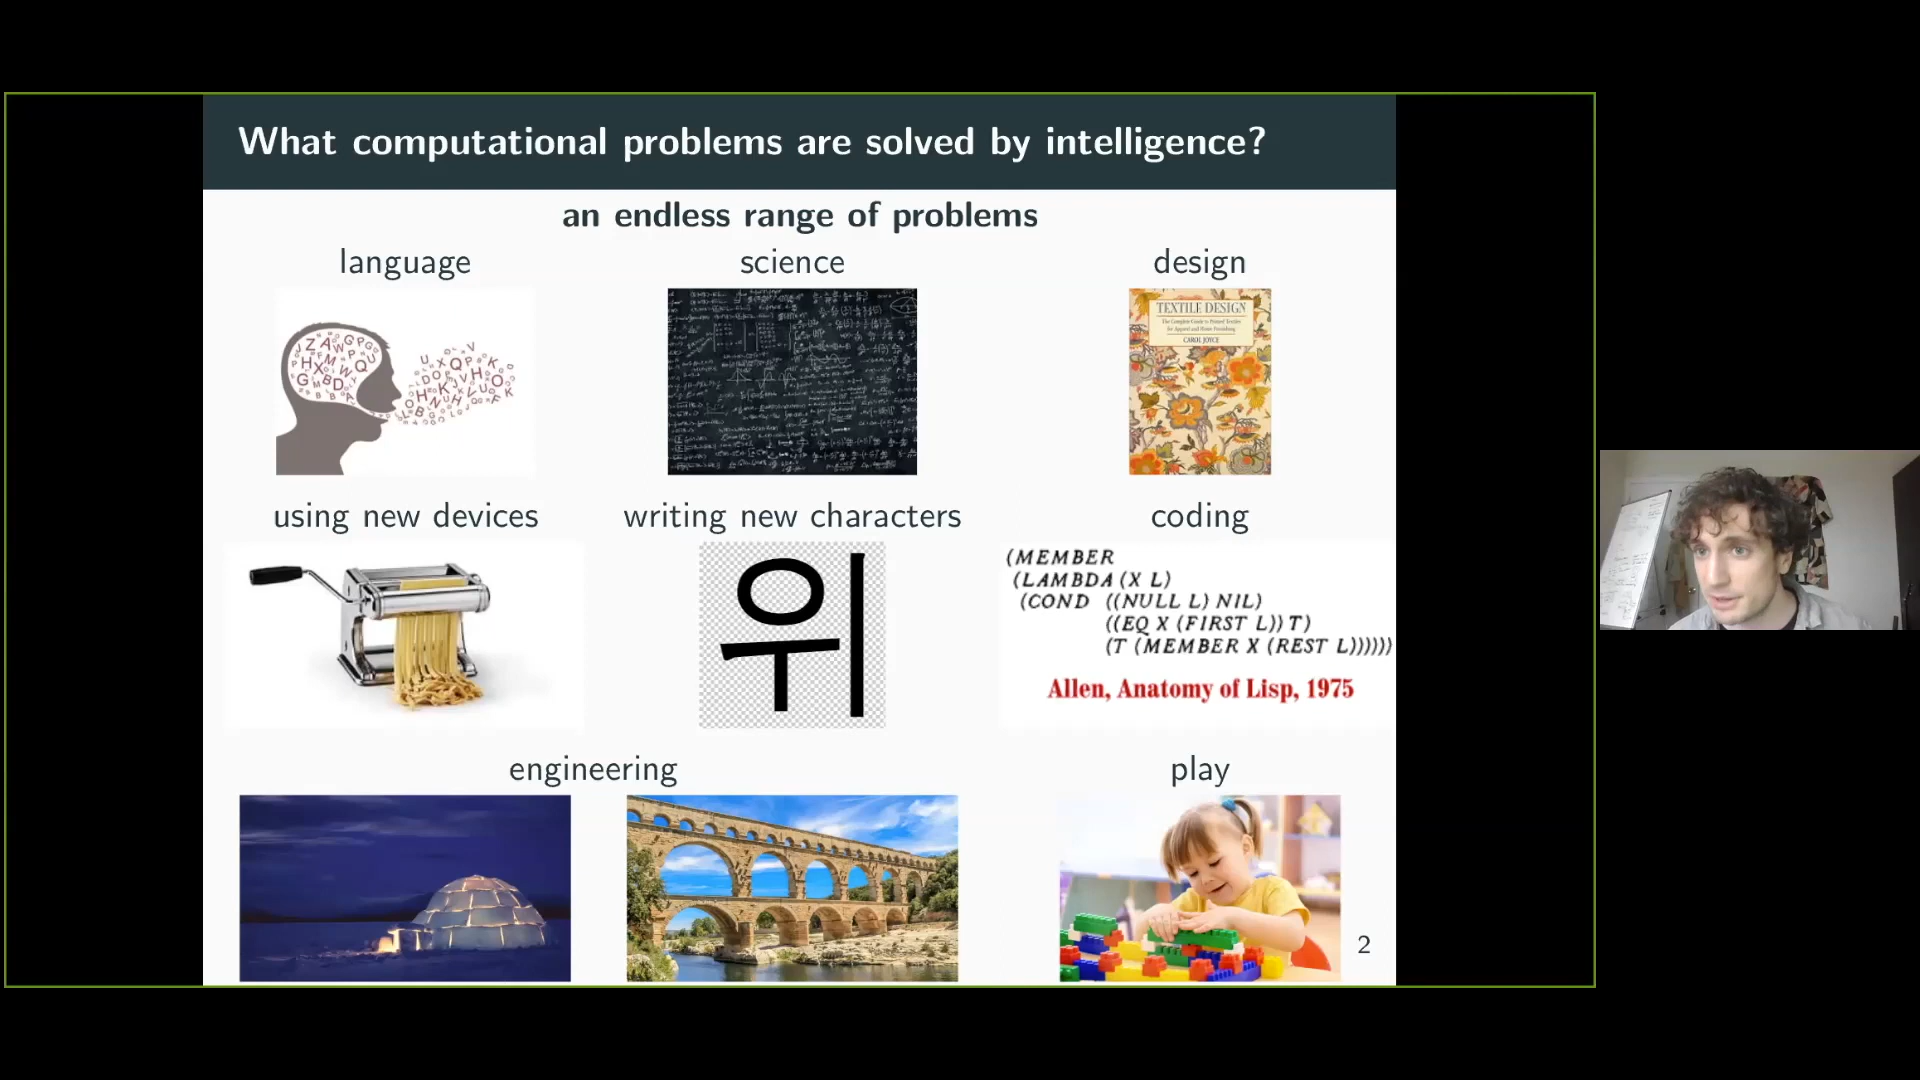 What computational problems are solved by intelligence?
an endless range of problems
language
science
design
TEXTILE DESIGN
The Complete Guide to Printed Textiles
for Apparel and Home Furnishing
CAROL JOYCE
using new devices
writing new characters
coding
위
(MEMBER
(LAMBDA (X L)
(COND ((NULL L) NIL)
((EQ X (FIRST L)) T)
(T (MEMBER X (REST L))))))
Allen, Anatomy of Lisp, 1975
engineering
play
2